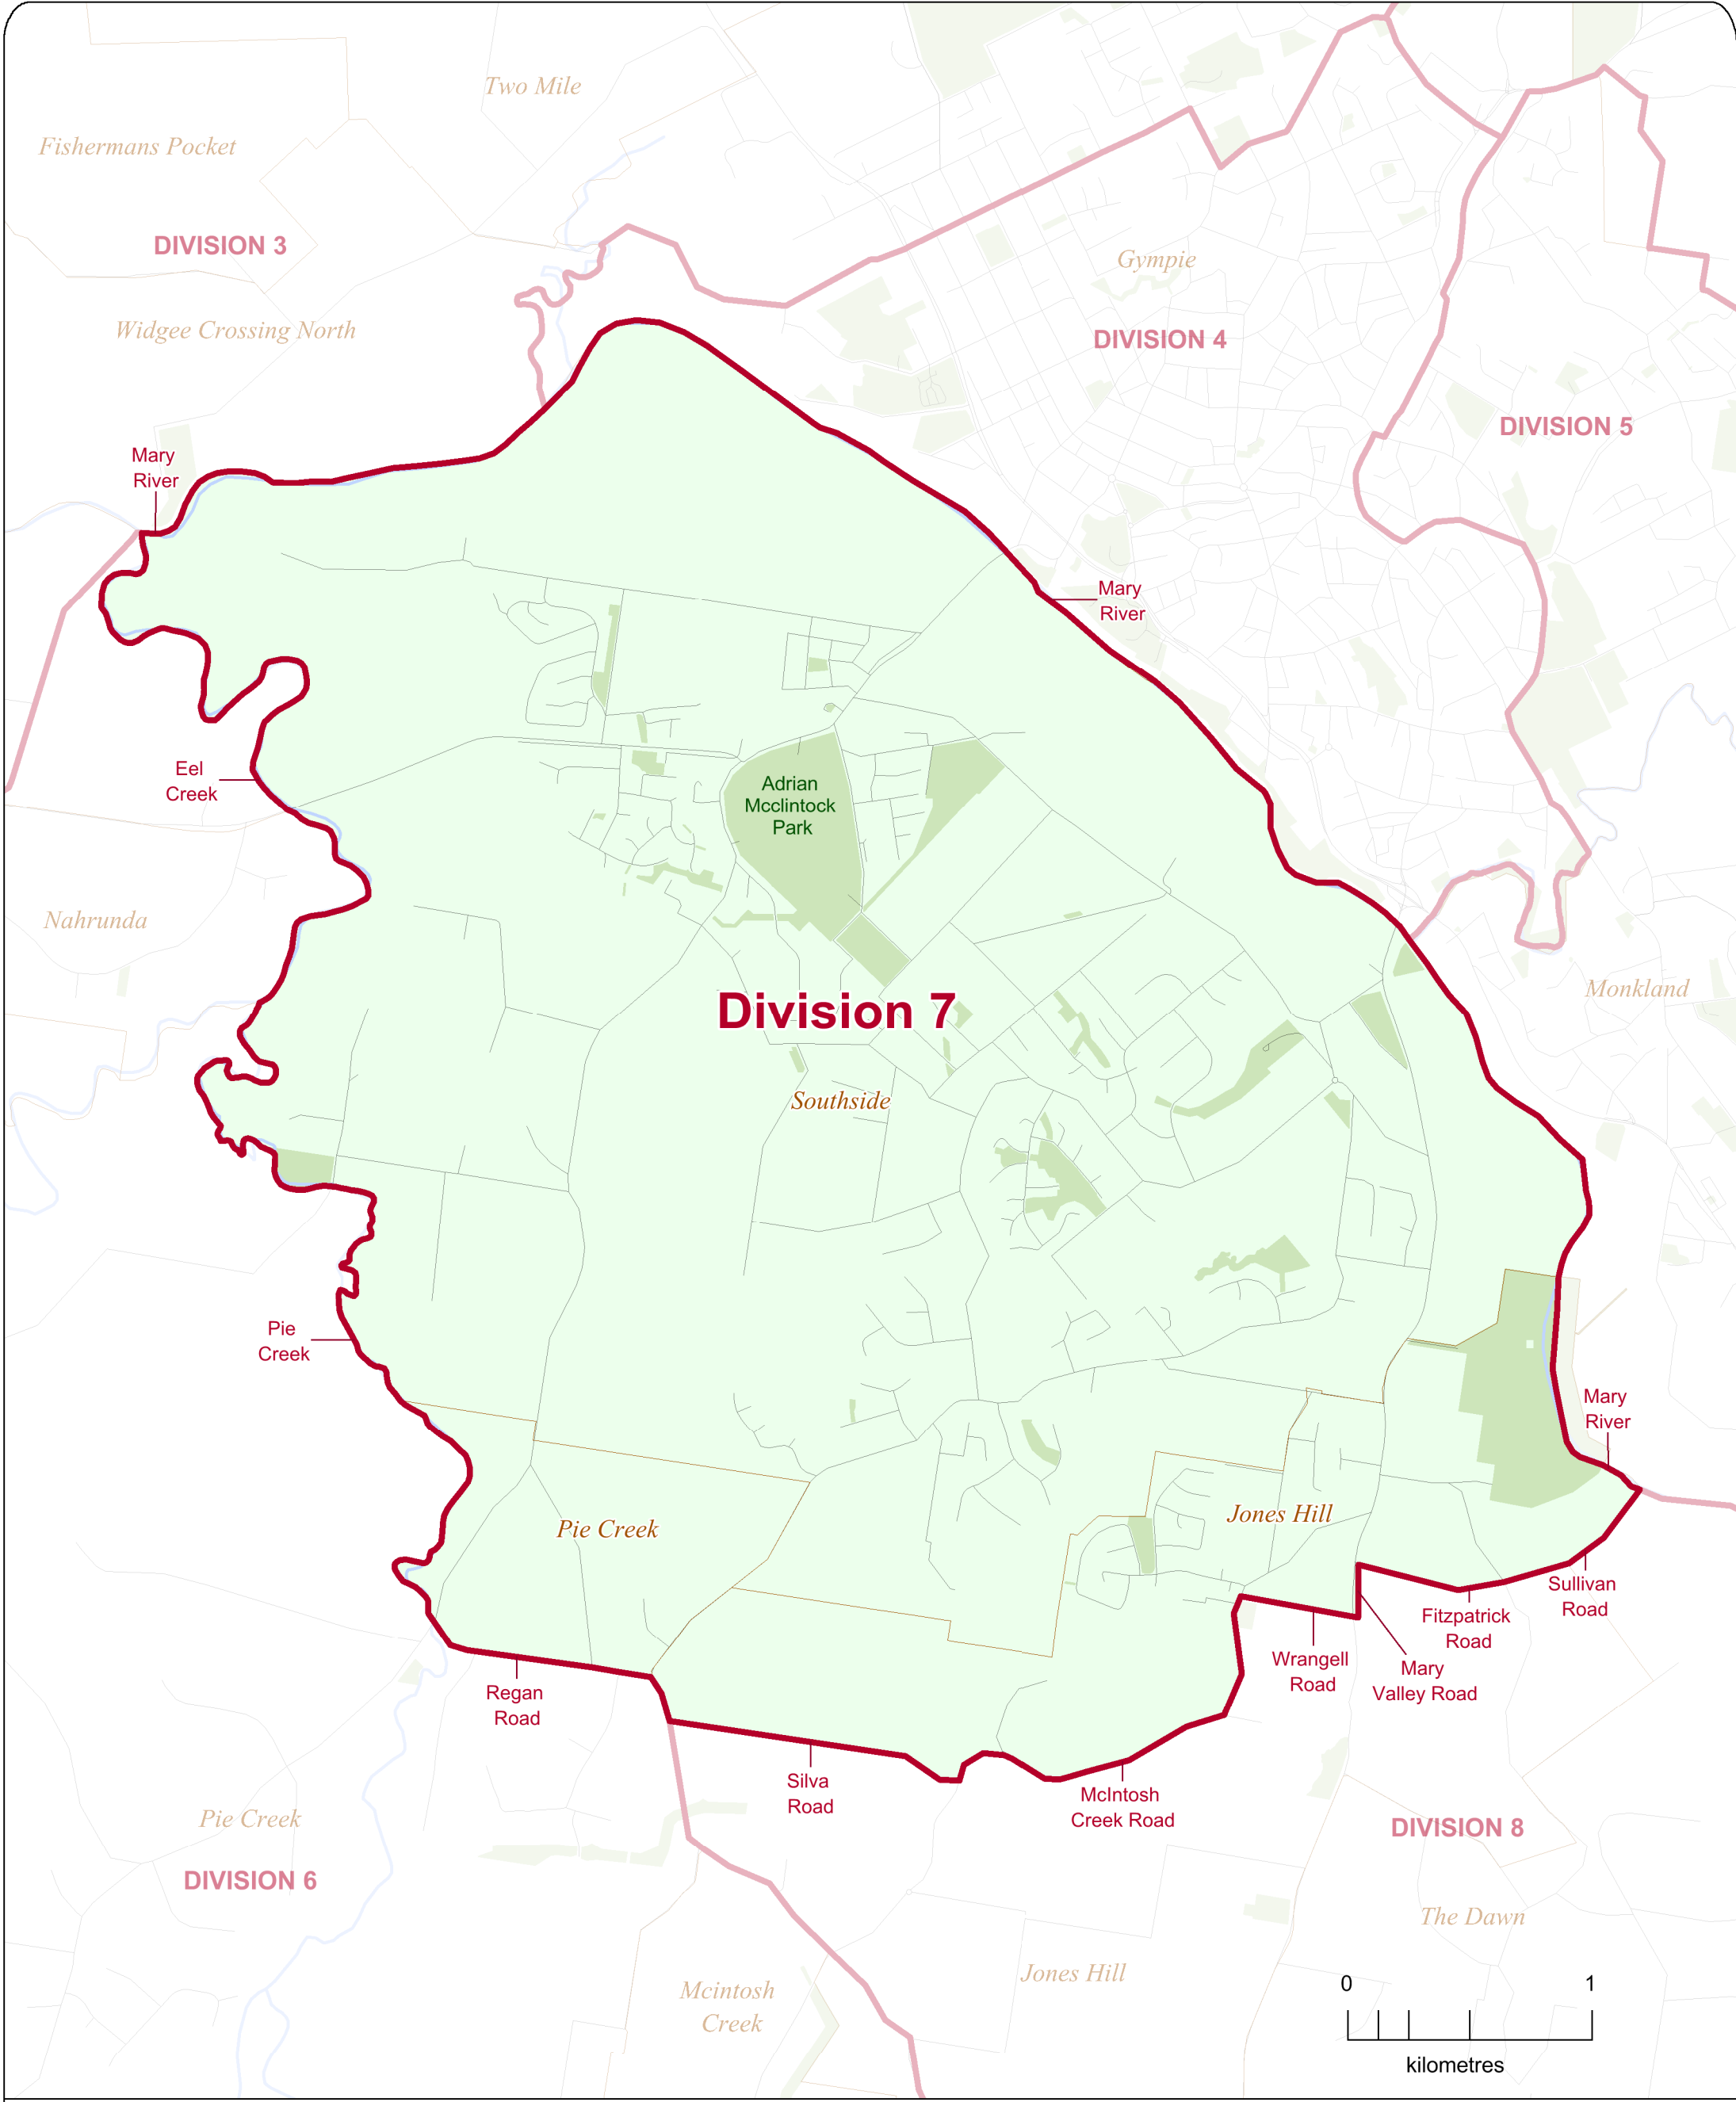 Two Mile
Fishermans Pocket
DIVISION 3
Gympie
Widgee Crossing North
DIVISION 4
DIVISION 5
Mary
River
Mary
River
Eel
Creek
Adrian
Mcclintock
Park
Nahrunda
Monkland
Division 7
Southside
Pie
Creek
Mary
River
Jones Hill
Pie Creek
Sullivan
Road
Fitzpatrick
Road
Wrangell
Road
Mary
Valley Road
Regan
Road
Silva
Road
McIntosh
Creek Road
Pie Creek
DIVISION 8
DIVISION 6
The Dawn
Jones Hill
Mcintosh
Creek
0 1
kilometres